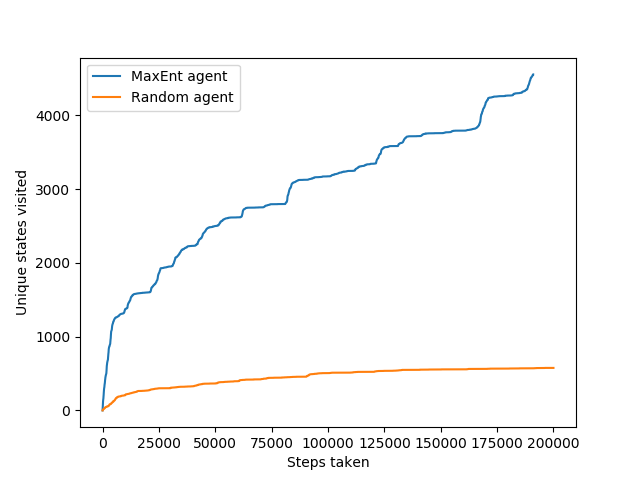 MaxEnt agent
Random agent
Unique states visited
4000
3000
2000
1000
0
0 25000 50000 75000 100000 125000 150000 175000 200000
Steps taken